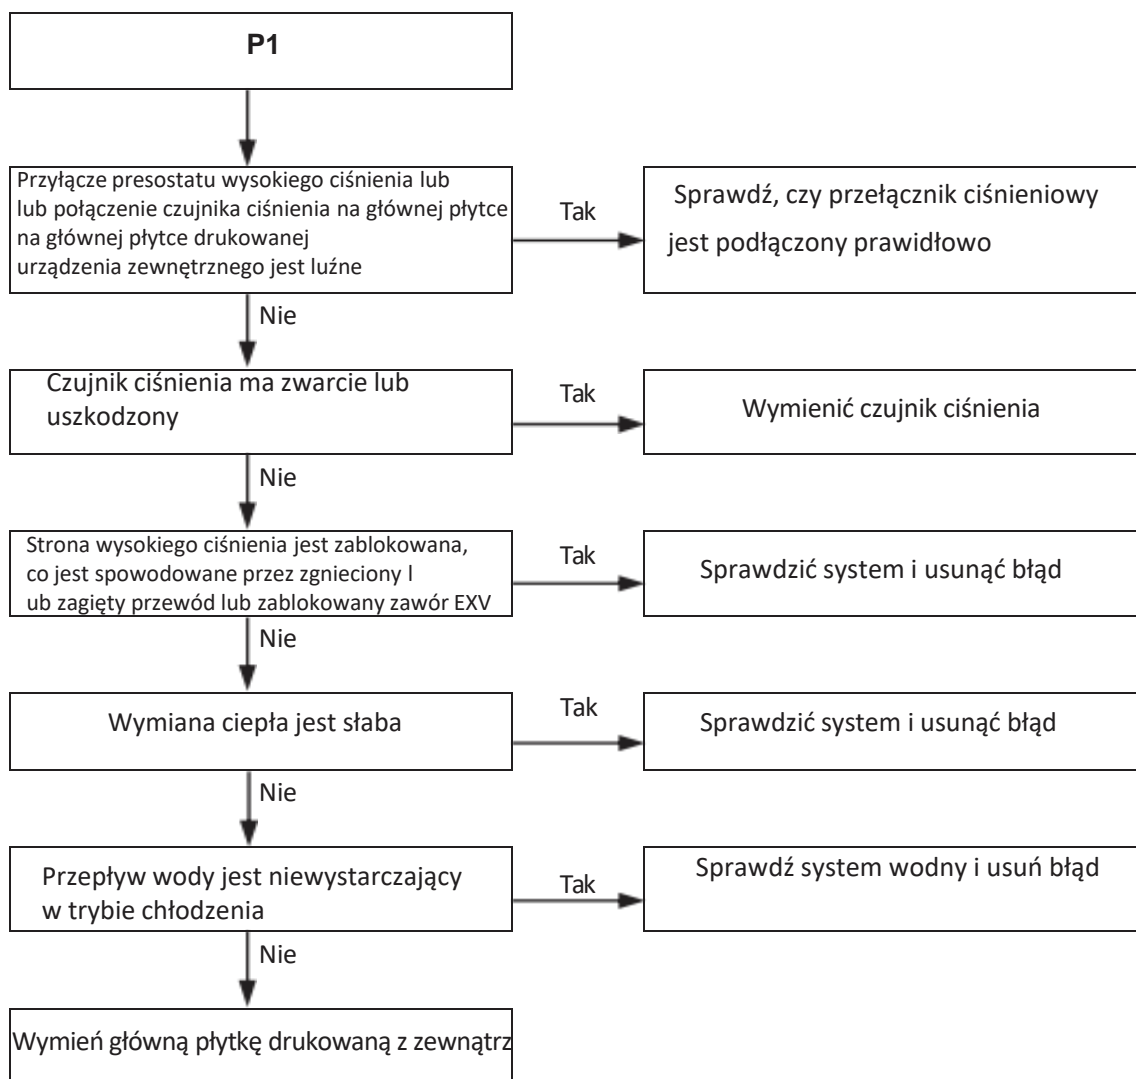 P1
Przyłącze presostatu wysokiego ciśnienia lub
lub połączenie czujnika ciśnienia na głównej płytce
na głównej płytce drukowanej
urządzenia zewnętrznego jest luźne
Tak
Sprawdź, czy przełącznik ciśnieniowy
jest podłączony prawidłowo
Nie
Czujnik ciśnienia ma zwarcie lub
uszkodzony
Tak
Wymienić czujnik ciśnienia
Nie
Strona wysokiego ciśnienia jest zablokowana,
co jest spowodowane przez zgnieciony l
ub zagięty przewód lub zablokowany zawór EXV
Tak
Sprawdzić system i usunąć błąd
Nie
Wymiana ciepła jest słaba
Tak
Sprawdzić system i usunąć błąd
Nie
Przepływ wody jest niewystarczający
w trybie chłodzenia
Tak
Sprawdź system wodny i usuń błąd
Nie
Wymień główną płytkę drukowaną z zewnątrz